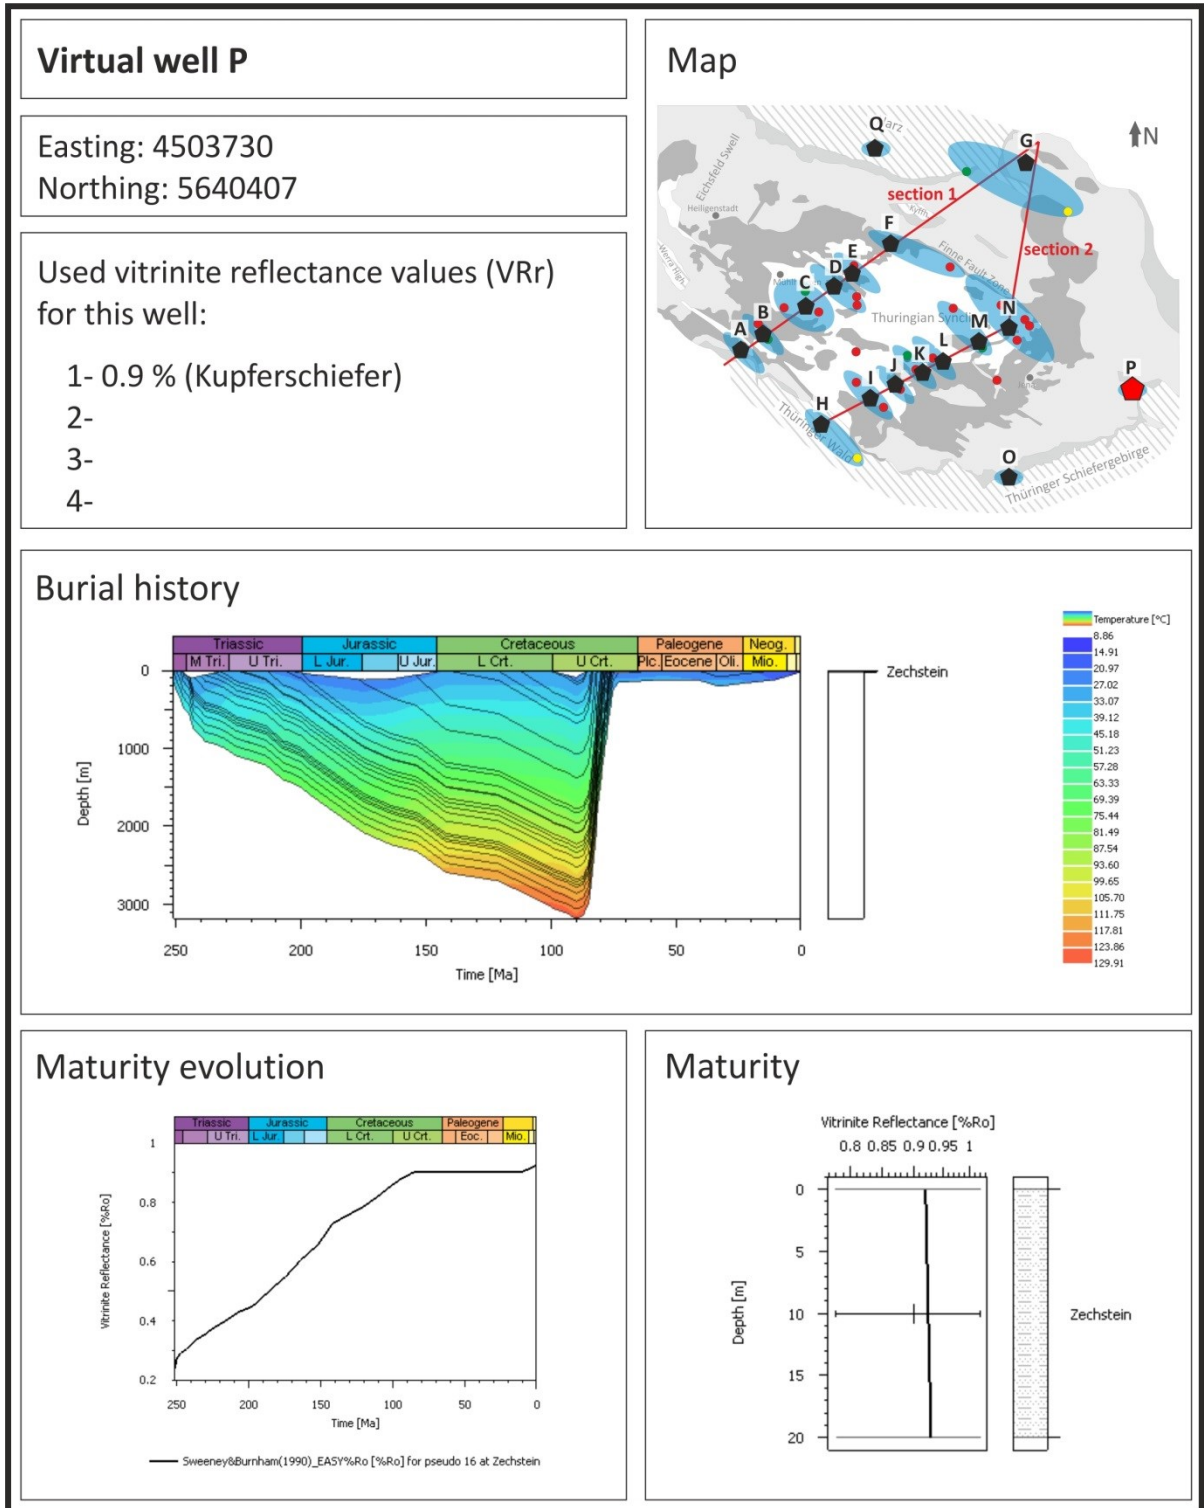 Virtual well P
Easting: 4503730
Northing: 5640407
Used vitrinite reflectance values (VRr)
for this well:
1- 0.9 % (Kupferschiefer)
2-
3-
4-
Map
N
Q
G
Eichsfeld Swell
Heiligenstadt
section 1
Werra High
F
E
D
C
Finne Fault Zone
section 2
B
A
Thuringian Syncl
M
N
L
K
J
I
H
P
Thüringer Wald
O
Thüringer Schiefergebirge
Burial history
Triassic Jurassic Cretaceous Paleogene Neog.
M Tri. U Tri. L Jur. U Jur. L Crt. U Crt. Plc. Eocene Oli. Mio.
0
1000
2000
3000
Depth [m]
250 200 150 100 50 0
Time [Ma]
Zechstein
Temperature [°C]
8.86
14.91
20.97
27.02
33.07
39.12
45.18
51.23
57.28
63.33
69.39
75.44
81.49
87.54
93.60
99.65
105.70
111.75
117.81
123.86
129.91
Maturity evolution
Triassic Jurassic Cretaceous Paleogene
U Tri. L Jur. L Crt. U Crt. Eoc. Mio.
1
0.8
0.6
0.4
0.2
Vitrinite Reflectance [%Ro]
250 200 150 100 50 0
Time [Ma]
Sweeney&Burnham(1990)_EASY%Ro [%Ro] for pseudo 16 at Zechstein
Maturity
Vitrinite Reflectance [%Ro]
0.8 0.85 0.9 0.95 1
0
5
10
15
20
Depth [m]
Zechstein